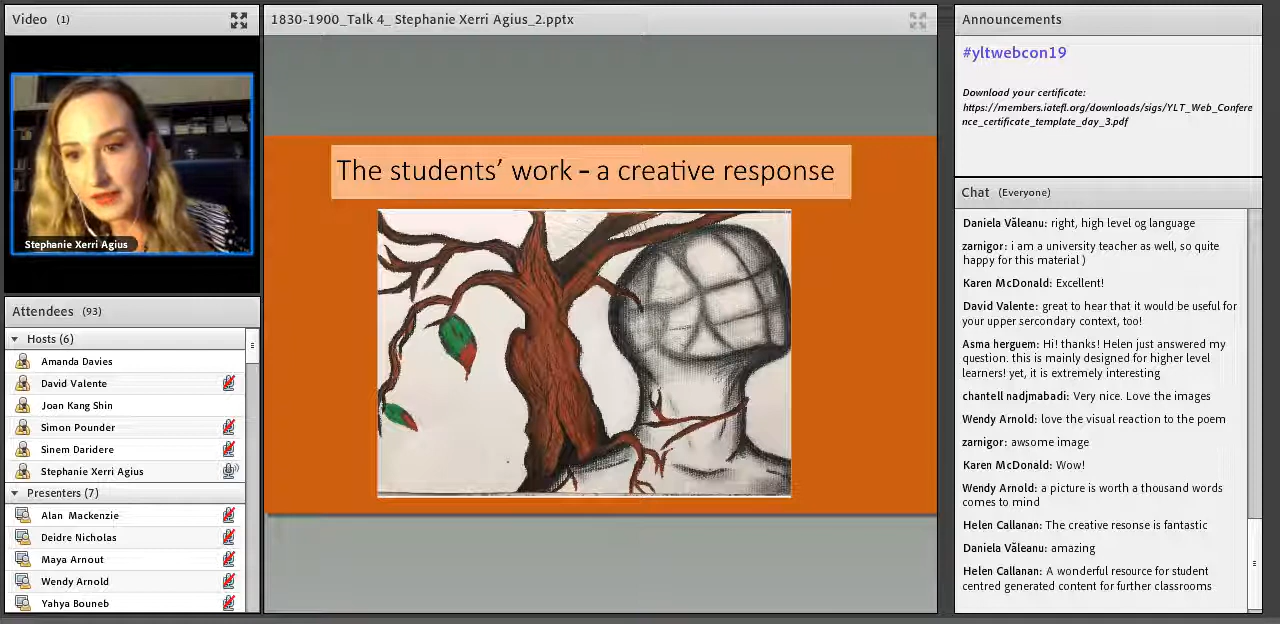 Video (1)
Stephanie Xerri Agius
Attendees (93)
Hosts (6)
Amanda Davies
David Valente
Joan Kang Shin
Simon Pounder
Sinem Daridere
Stephanie Xerri Agius
Presenters (7)
Alan Mackenzie
Deidre Nicholas
Maya Arnout
Wendy Arnold
Yahya Bouneb
1830-1900_Talk 4_ Stephanie Xerri Agius_2.pptx
The students’ work – a creative response
Announcements
#yltwebcon19
Download your certificate:
https://members.iatefl.org/downloads/sigs/YLT_Web_Confere
nce_certificate_template_day_3.pdf
Chat (Everyone)
Daniela Văleanu: right, high level og language
zarnigor: i am a university teacher as well, so quite
happy for this material )
Karen McDonald: Excellent!
David Valente: great to hear that it would be useful for
your upper sercondary context, too!
Asma herguem: Hi! thanks! Helen just answered my
question. this is mainly designed for higher level
learners! yet, it is extremely interesting
chantell nadjmabadi: Very nice. Love the images
Wendy Arnold: love the visual reaction to the poem
zarnigor: awsome image
Karen McDonald: Wow!
Wendy Arnold: a picture is worth a thousand words
comes to mind
Helen Callanan: The creative resonse is fantastic
Daniela Văleanu: amazing
Helen Callanan: A wonderful resource for student
centred generated content for further classrooms